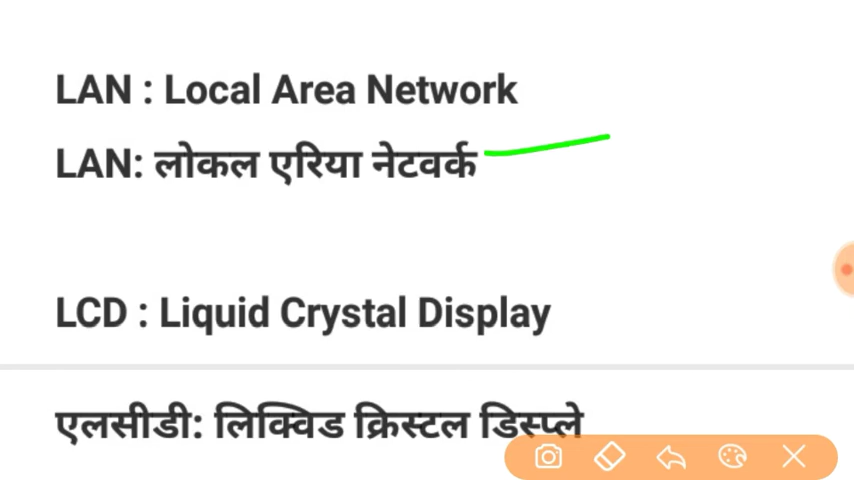 LAN : Local Area Network
LAN: लोकल एरिया नेटवर्क
LCD : Liquid Crystal Display
एलसीडी: लिक्विड क्रिस्टल डिस्प्ले